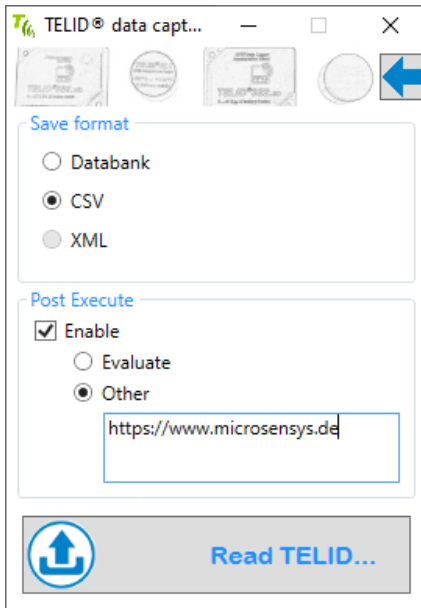 TELID® data capt...
Save format
Databank
CSV
XML
Post Execute
Enable
Evaluate
Other
https://www.microsensys.de
Read TELID...